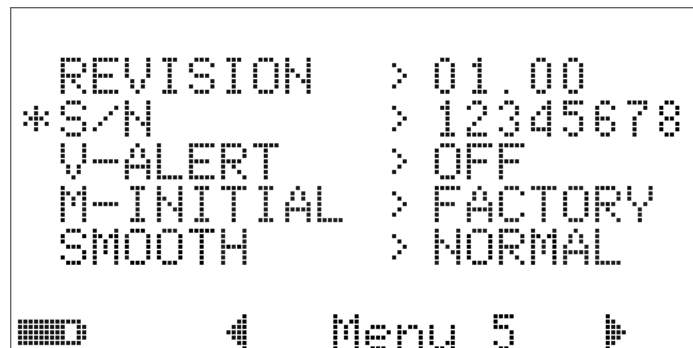 REVISION > 01.00
*S/N > 12345678
V-ALERT > OFF
M-INITIAL > FACTORY
SMOOTH > NORMAL
Menu 5